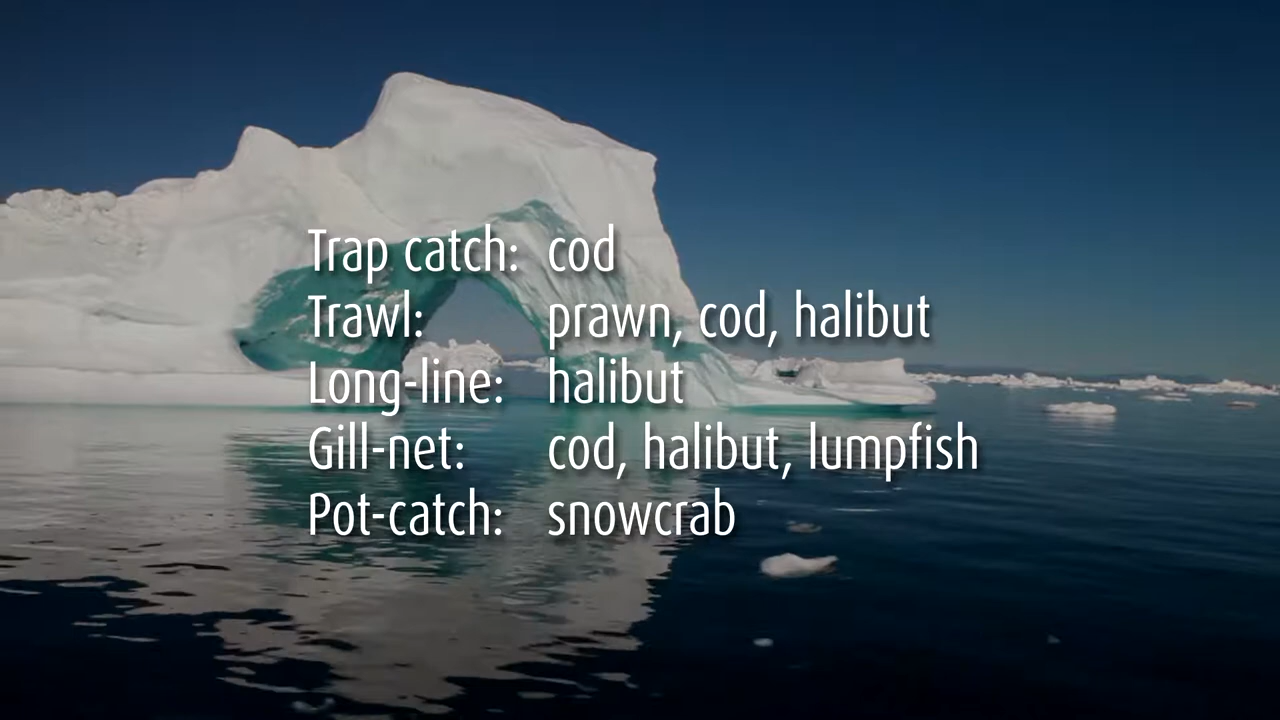 Trap catch: cod
Trawl: prawn, cod, halibut
Long-line: halibut
Gill-net: cod, halibut, lumpfish
Pot-catch: snowcrab